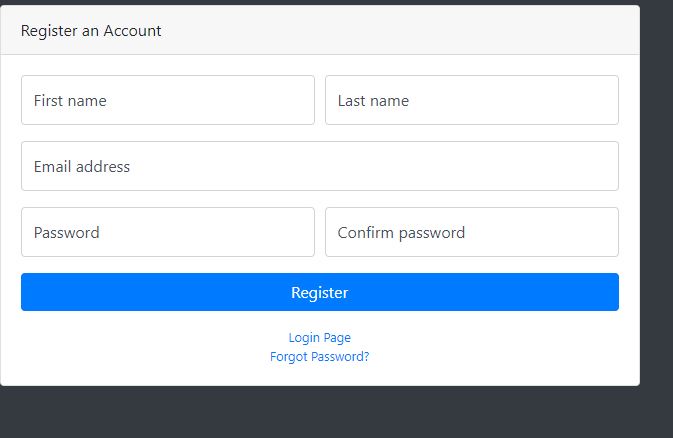 Register an Account
First name Last name
Email address
Password Confirm password
Register
Login Page
Forgot Password?